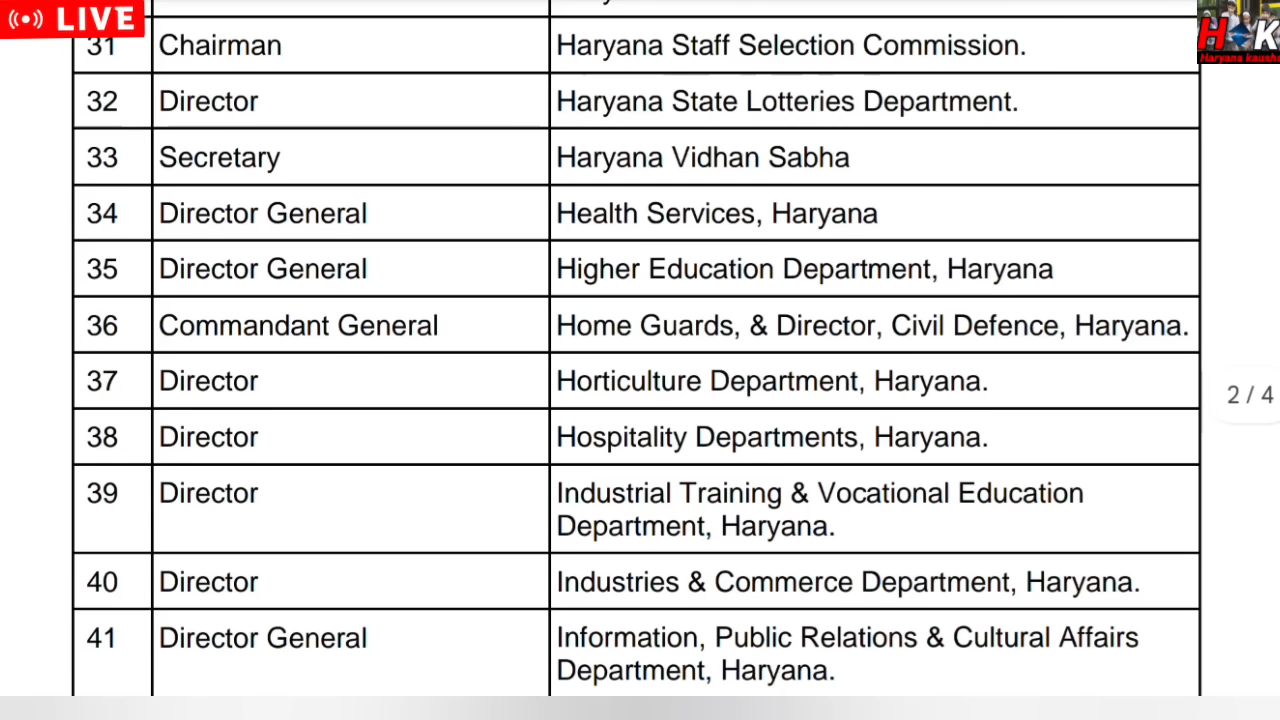 LIVE
31 Chairman Haryana Staff Selection Commission.
32 Director Haryana State Lotteries Department.
33 Secretary Haryana Vidhan Sabha
34 Director General Health Services, Haryana
35 Director General Higher Education Department, Haryana
36 Commandant General Home Guards, & Director, Civil Defence, Haryana.
37 Director Horticulture Department, Haryana.
38 Director Hospitality Departments, Haryana.
39 Director Industrial Training & Vocational Education
Department, Haryana.
40 Director Industries & Commerce Department, Haryana.
41 Director General Information, Public Relations & Cultural Affairs
Department, Haryana.
2 / 4
H K
Haryana